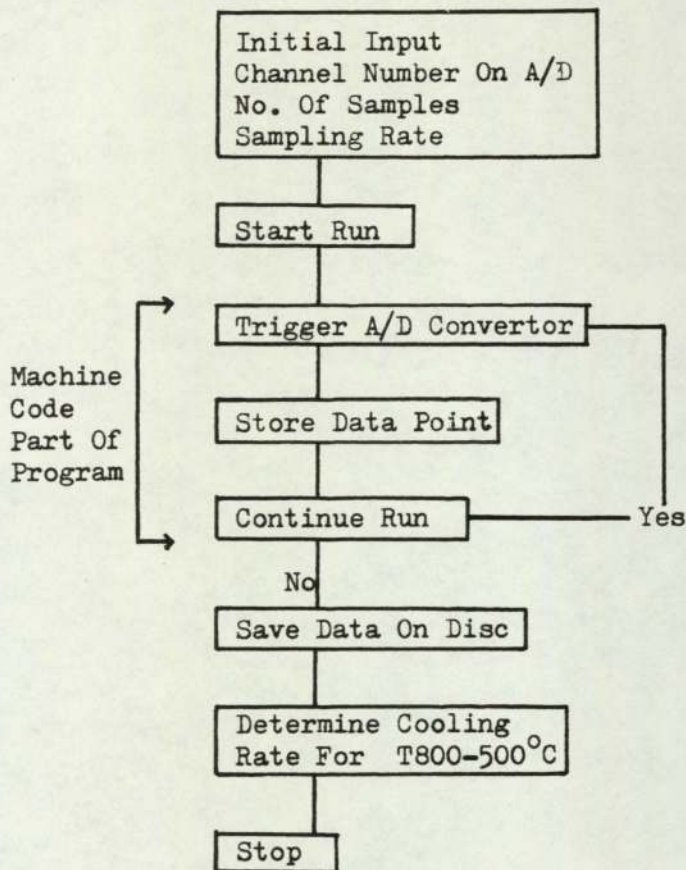 Initial Input
Channel Number On A/D
No. Of Samples
Sampling Rate
Start Run
Trigger A/D Convertor
Machine
Code
Part Of
Program
Store Data Point
Continue Run
Yes
No
Save Data On Disc
Determine Cooling
Rate For T800-500°C
Stop